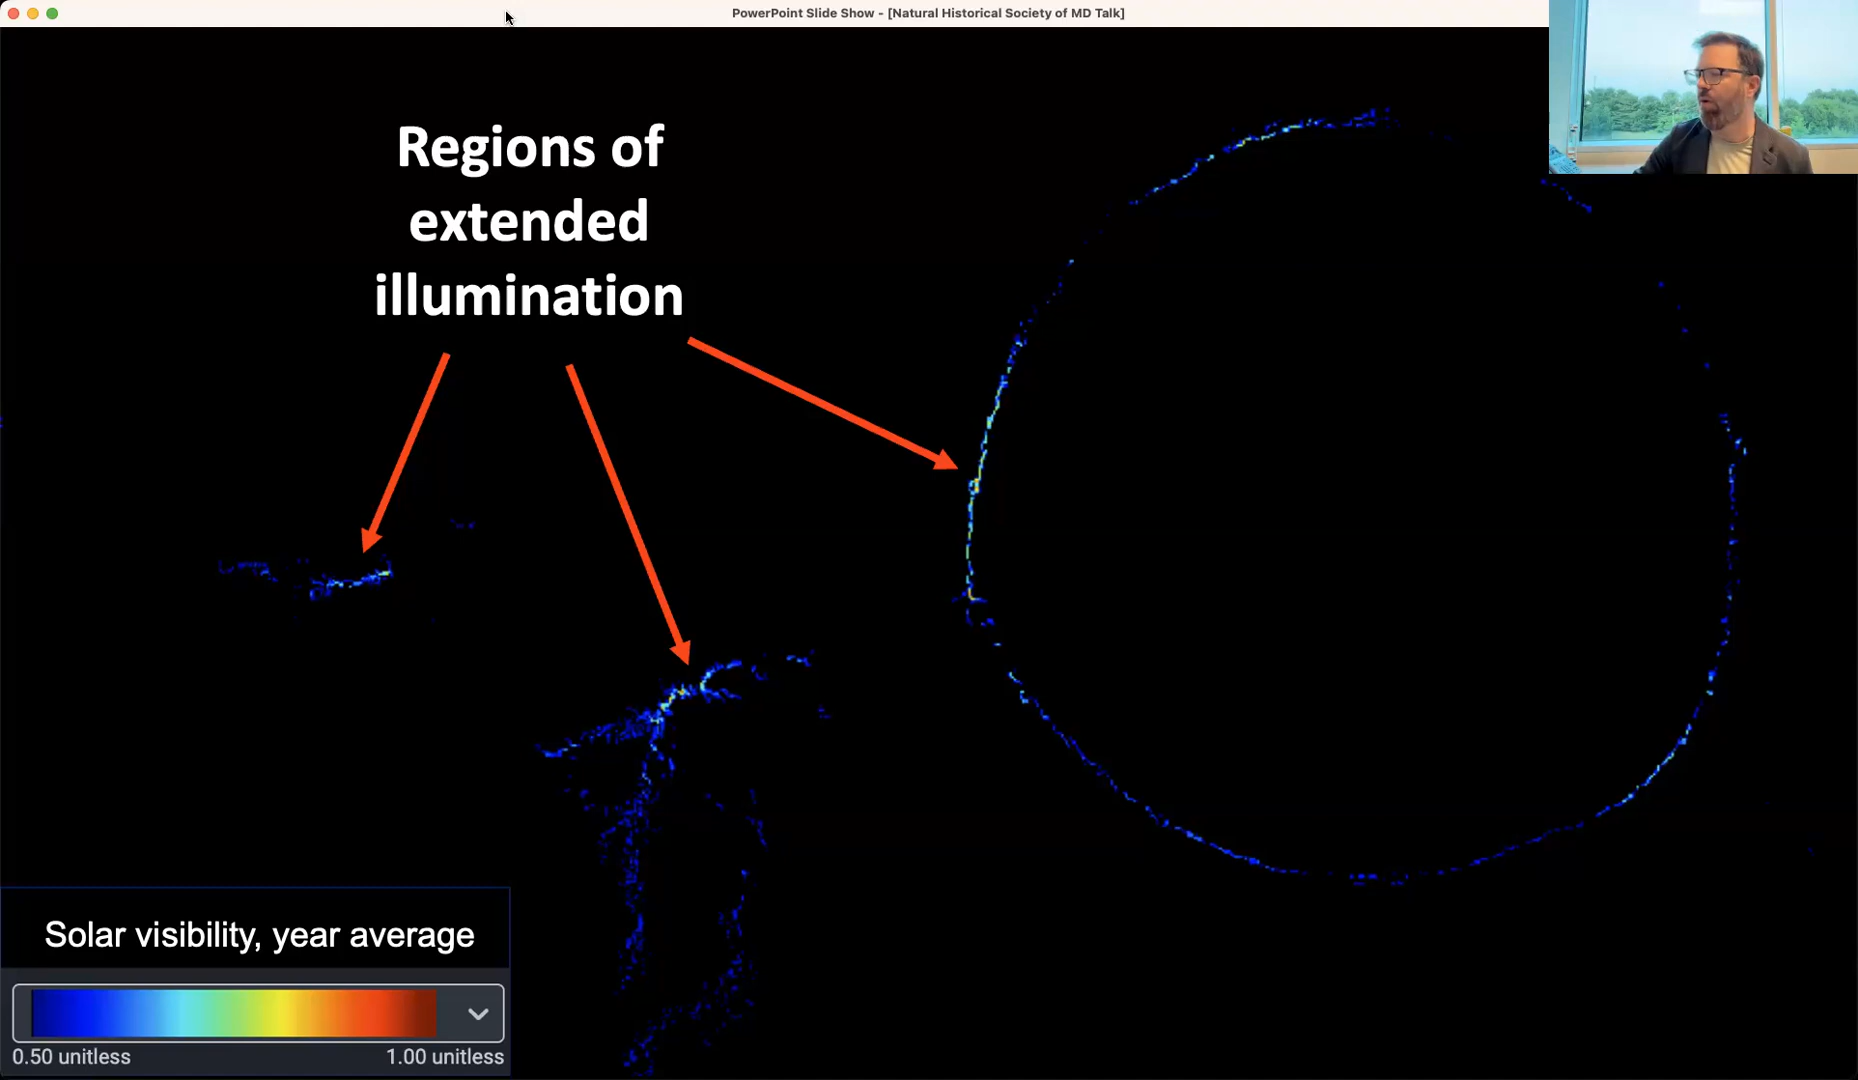 PowerPoint Slide Show - [Natural Historical Society of MD Talk]
Regions of
extended
illumination
Solar visibility, year average
0.50 unitless
1.00 unitless